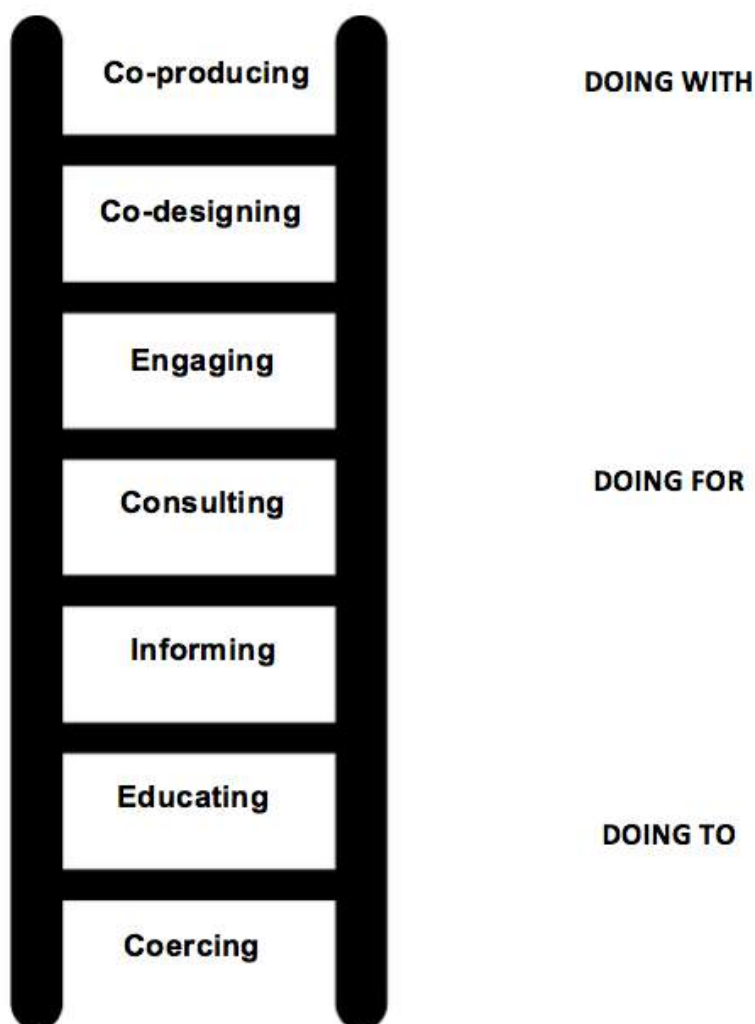 Co-producing
DOING WITH
Co-designing
Engaging
Consulting
DOING FOR
Informing
Educating
DOING TO
Coercing